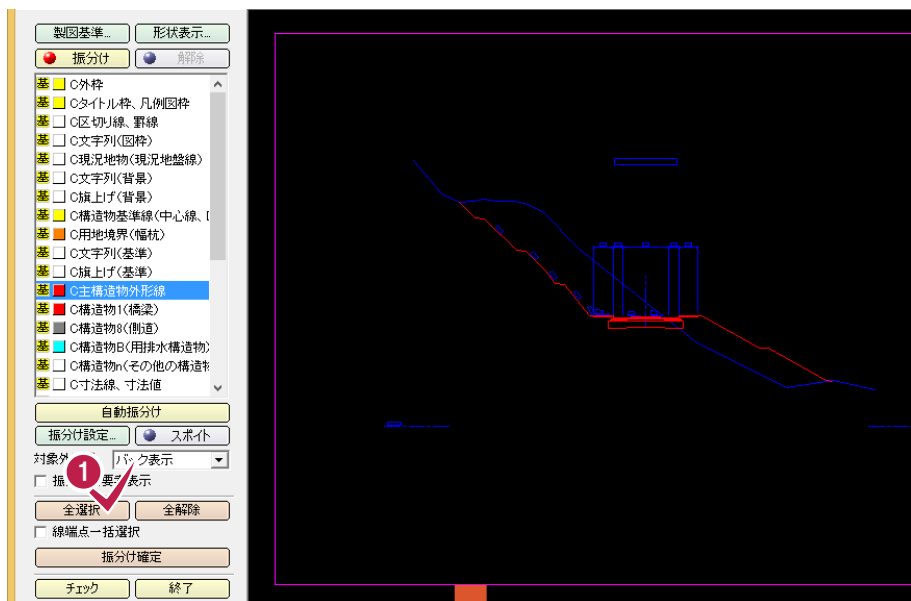 製図基準... 形状表示...
振分け 解除
基 C外枠
基 Cタイトル枠、凡例図枠
基 C区切り線、罫線
基 C文字列(図枠)
基 C現況地物(現況地盤線)
基 C文字列(背景)
基 C旗上げ(背景)
基 C構造物基準線(中心線、
基 C用地境界(幅杭)
基 C文字列(基準)
基 C旗上げ(基準)
基 C主構造物外形線
基 C構造物1(橋梁)
基 C構造物8(側道)
基 C構造物B(用排水構造物)
基 C構造物n(その他の構造物
基 C寸法線、寸法値
自動振分け
振分け設定... スポイト
対象外 バック表示
振 要 表示
1
全選択 全解除
線端点一括選択
振分け確定
チェック 終了